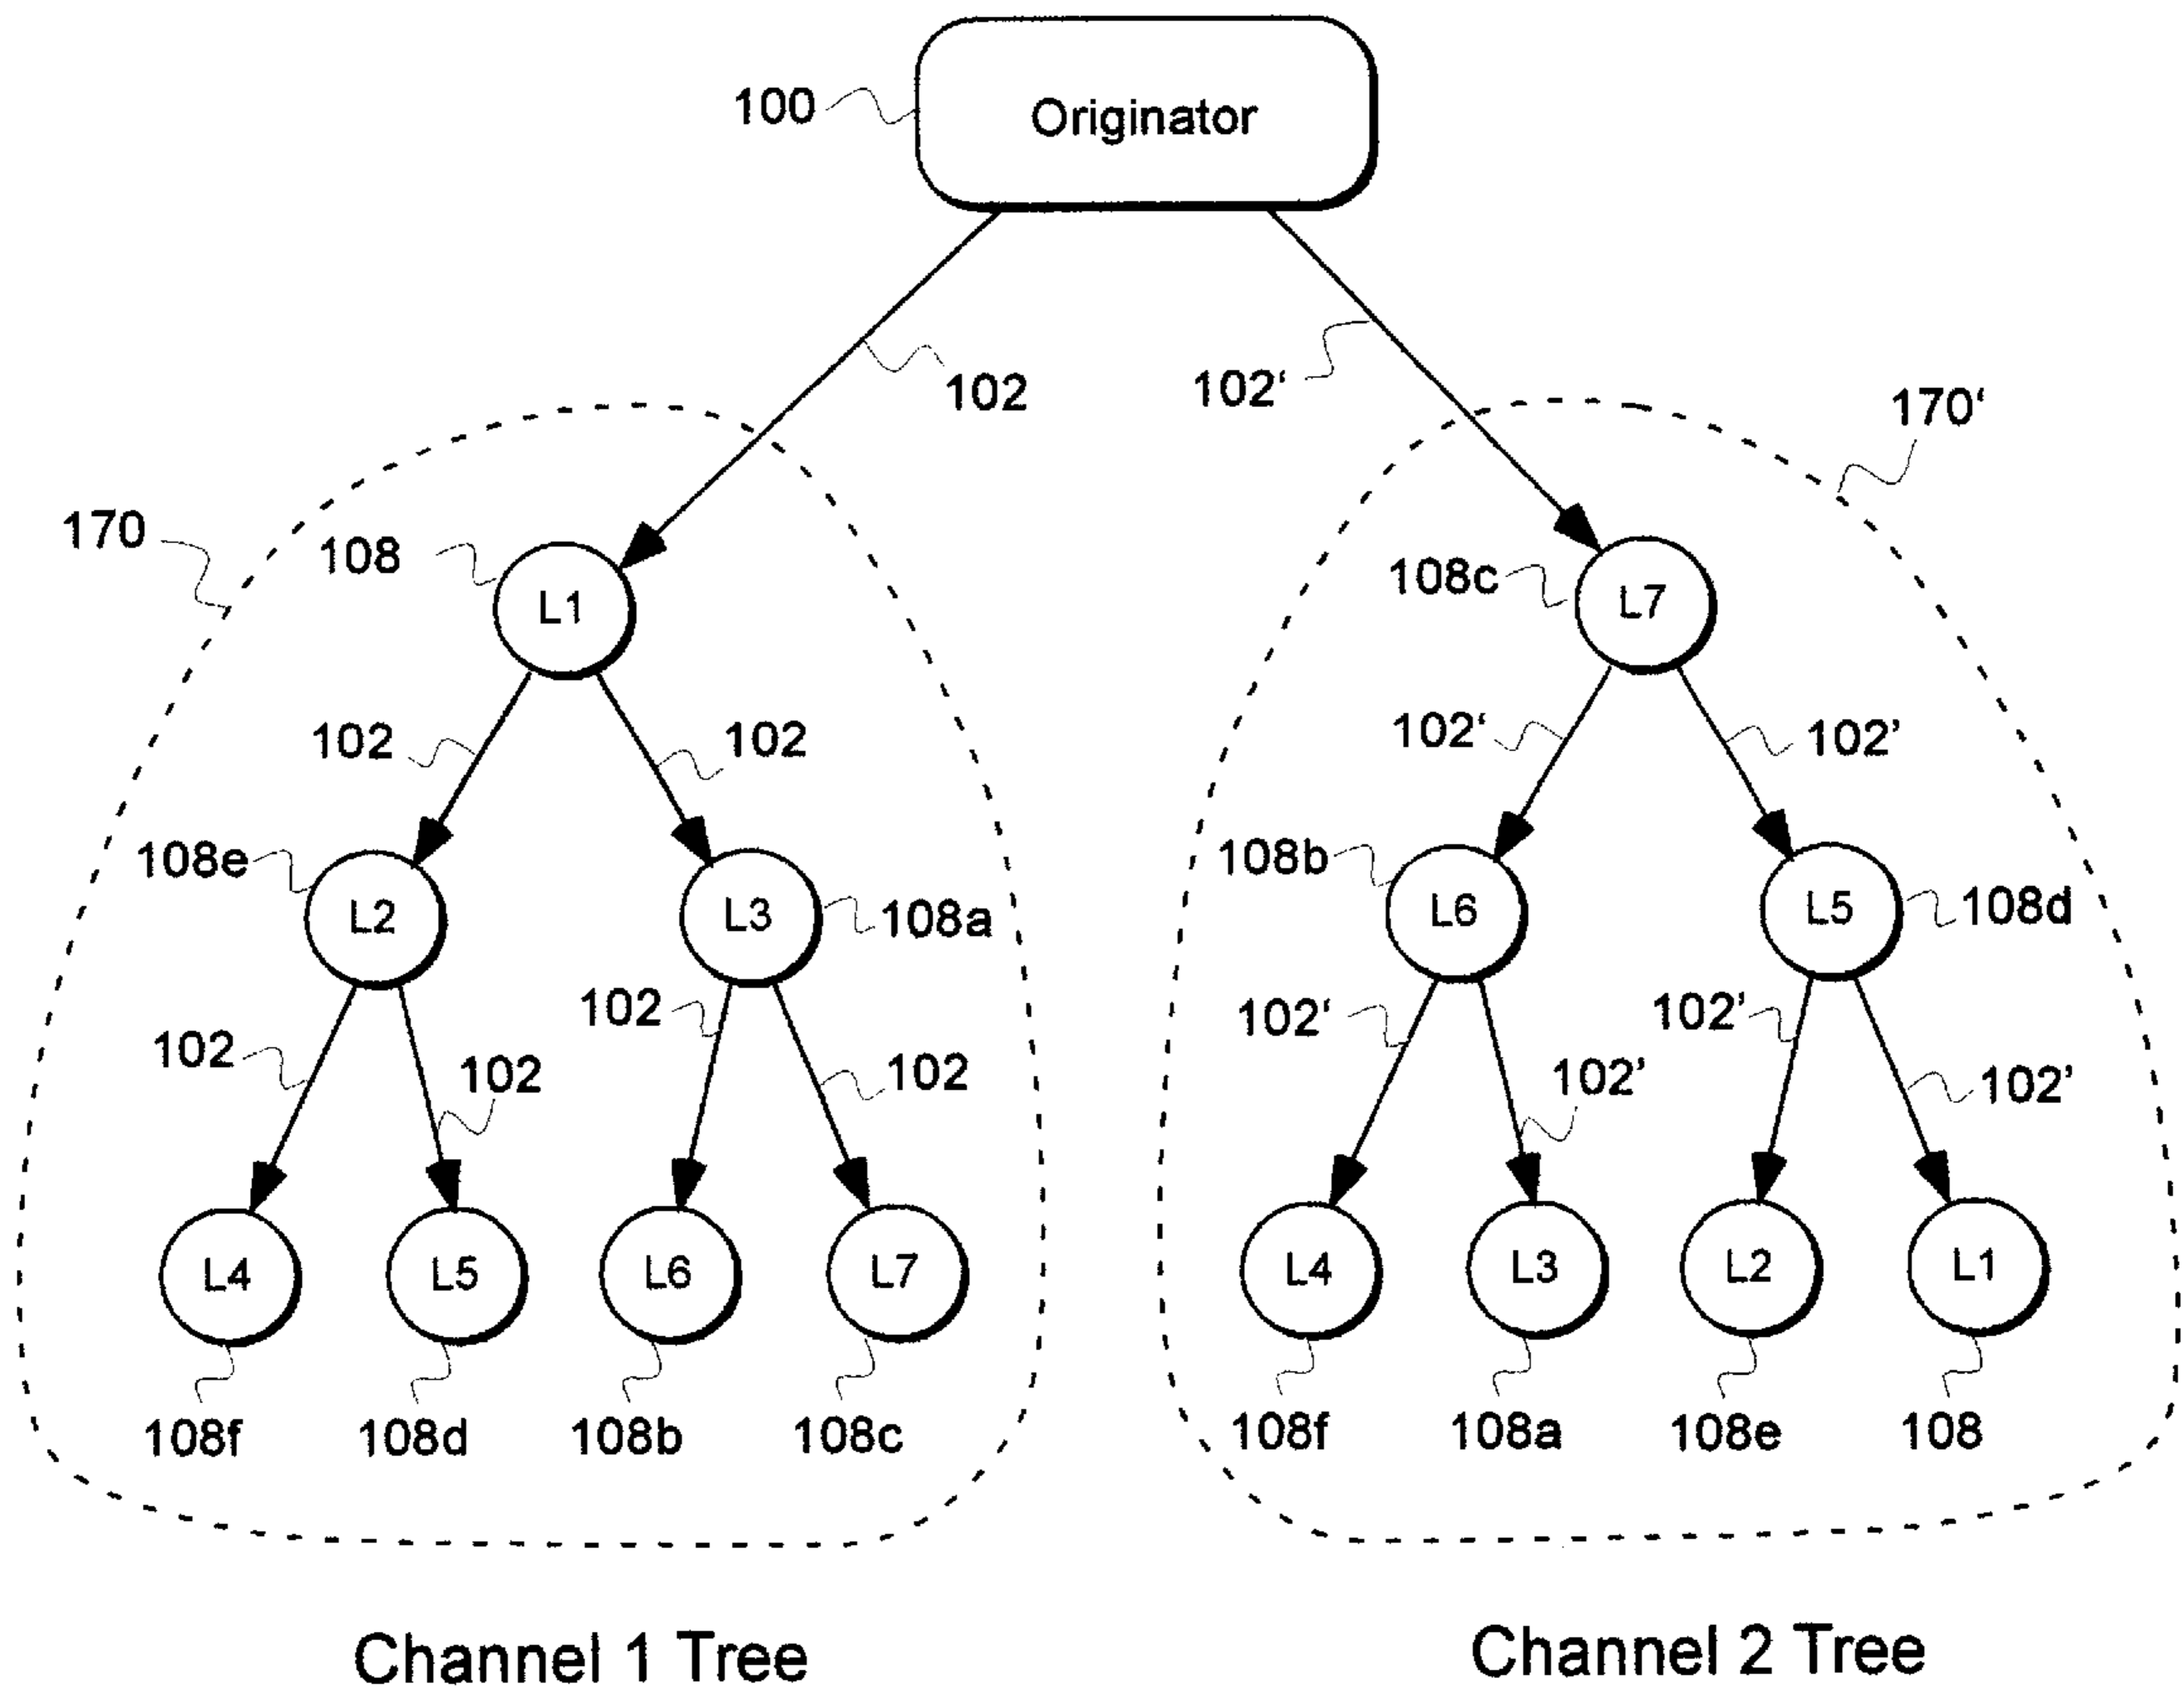 100
Originator
102
102‘
170‘
170
108
L1
108c
L7
102
102
102‘
102’
108e
L2
L3
108a
108b
L6
L5
108d
102
102
102
102
102‘
102’
102’
102’
L4
L5
L6
L7
L4
L3
L2
L1
108f
108d
108b
108c
108f
108a
108e
108
Channel 1 Tree
Channel 2 Tree